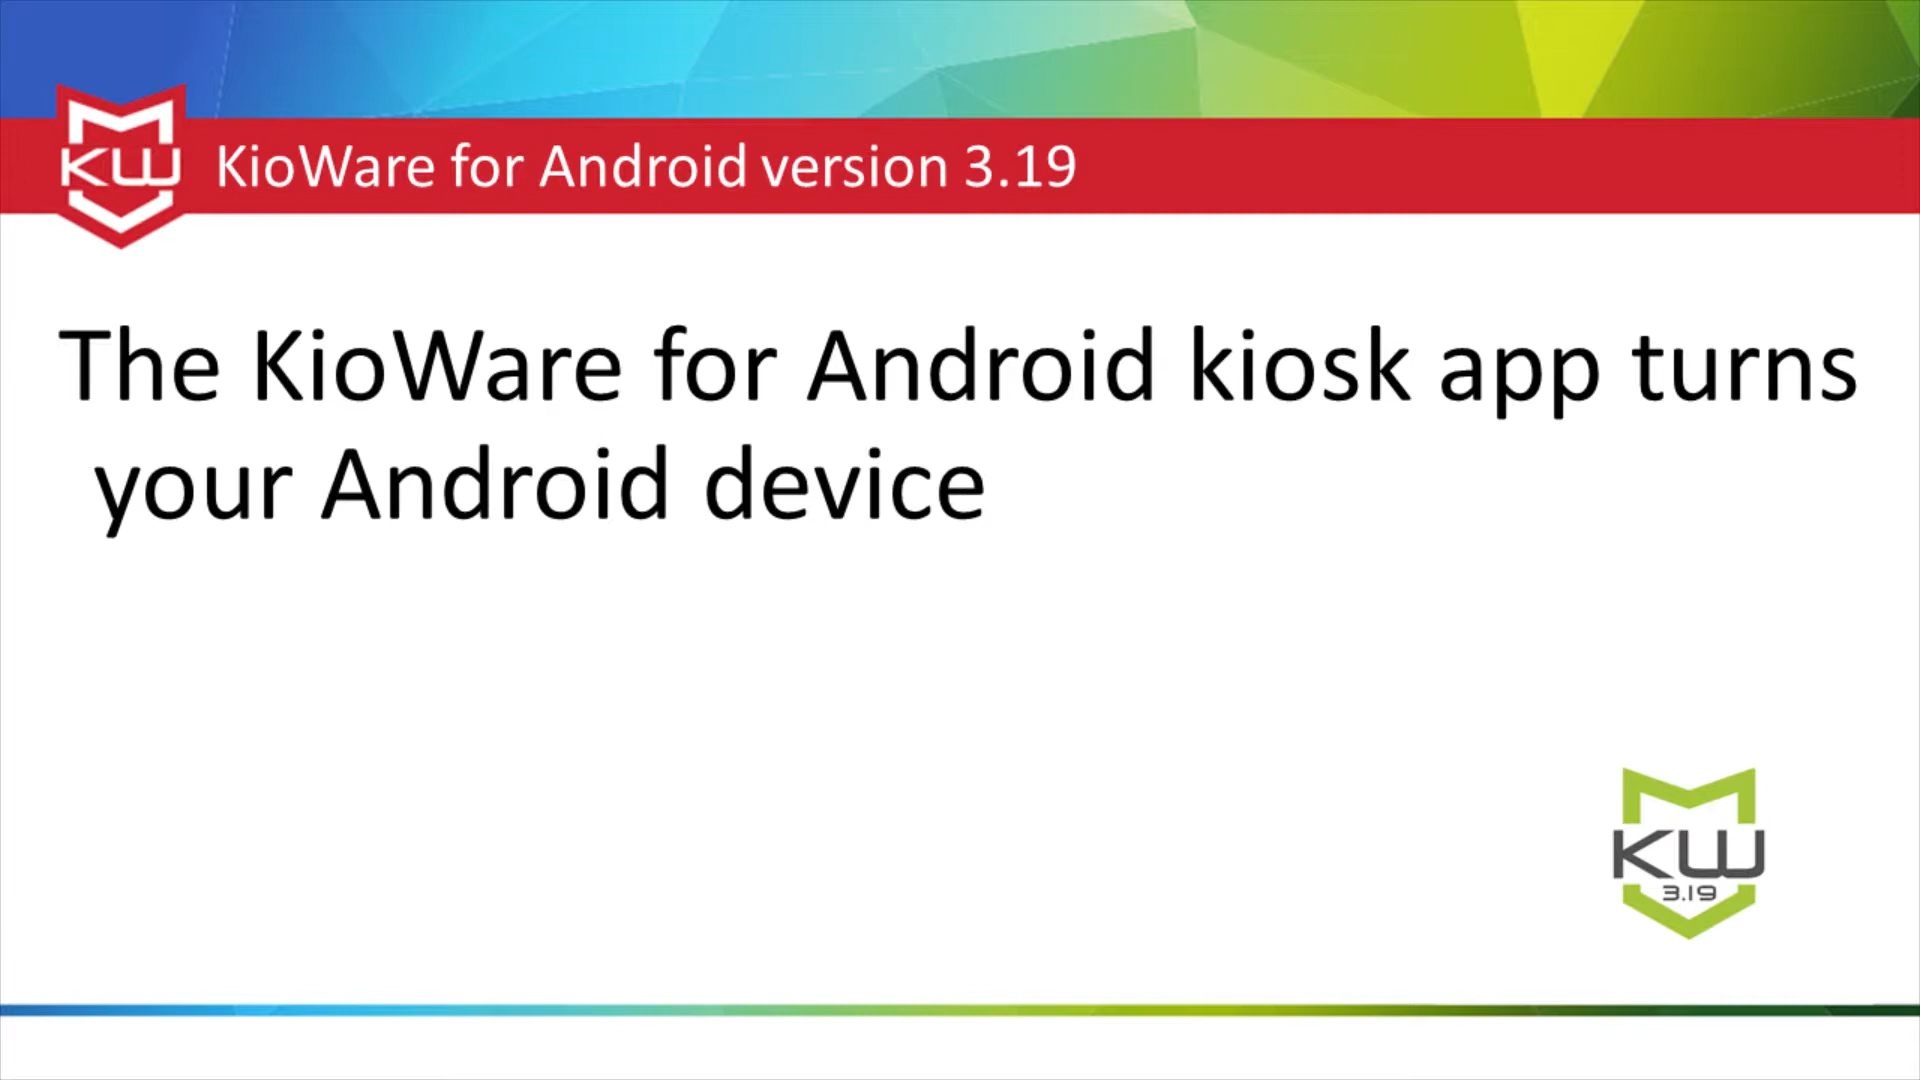 KW
KioWare for Android version 3.19
The KioWare for Android kiosk app turns
your Android device
KW
3.19